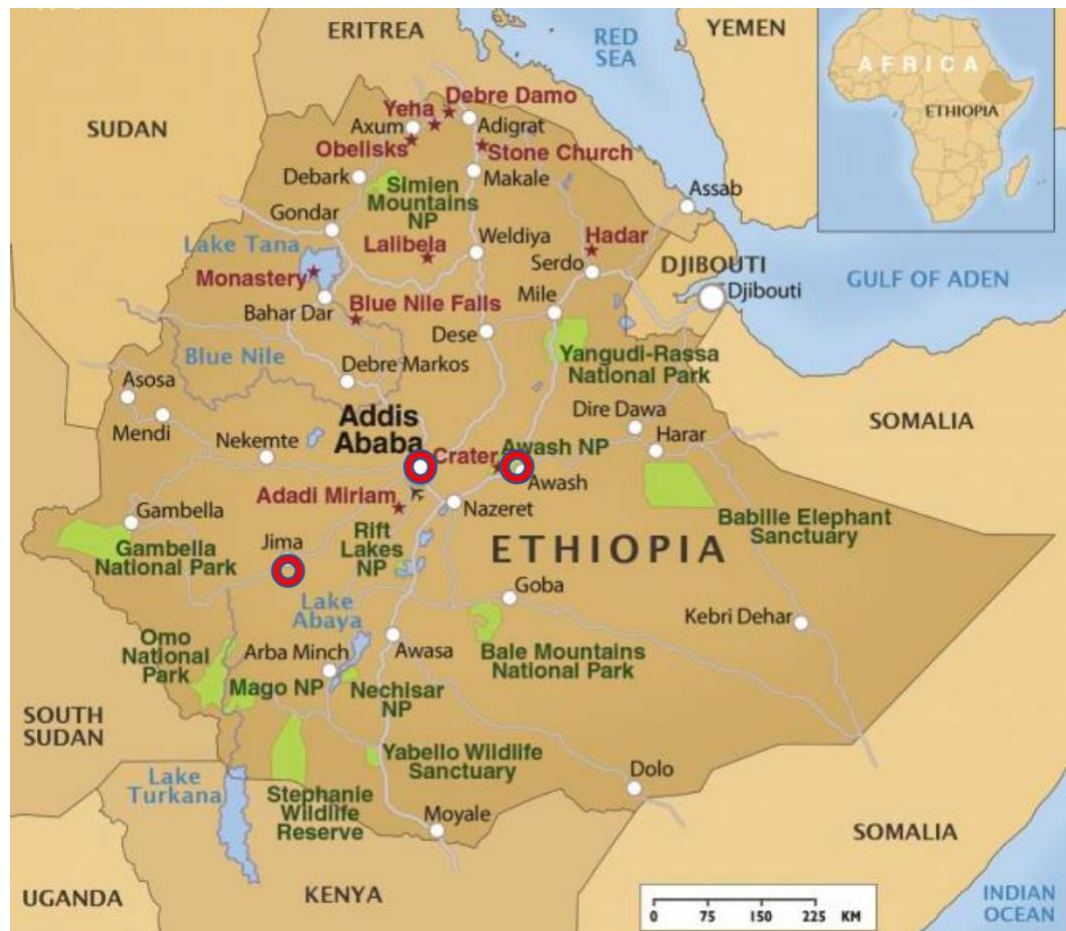 ERITREA
RED
SEA
YEMEN
AFRICA
ETHIOPIA
SUDAN
Debre Damo
Yeha
Axum
Adigrat
Obelisks
Stone Church
Debark
Makale
Simien
Mountains
NP
Assab
Gondar
Lake Tana
Lalibela
Weldiya
Hadar
Serdo
DJIBOUTI
Monastery
Djibouti
GULF OF ADEN
Mile
Bahar Dar
Blue Nile Falls
Dese
Blue Nile
Debre Markos
Yangudi-Rassa
National Park
Asosa
Mendi
Addis
Ababa
Dire Dawa
SOMALIA
Nekemte
Harar
Crater
Awash NP
Awash
Adadi Miriam
Nazeret
Gambella
Babille Elephant
Sanctuary
Gambella
National Park
Jima
Rift
Lakes
NP
ETHIOPIA
Goba
Lake
Abaya
Kebri Dehar
Omo
National
Park
Arba Minch
Awasa
Bale Mountains
National Park
Mago NP
Nechisar
NP
SOUTH
SUDAN
Yabello Wildlife
Sanctuary
Lake
Turkana
Dolo
Stephanie
Wildlife
Reserve
Moyale
SOMALIA
UGANDA
KENYA
INDIAN
OCEAN
0 75 150 225 KM